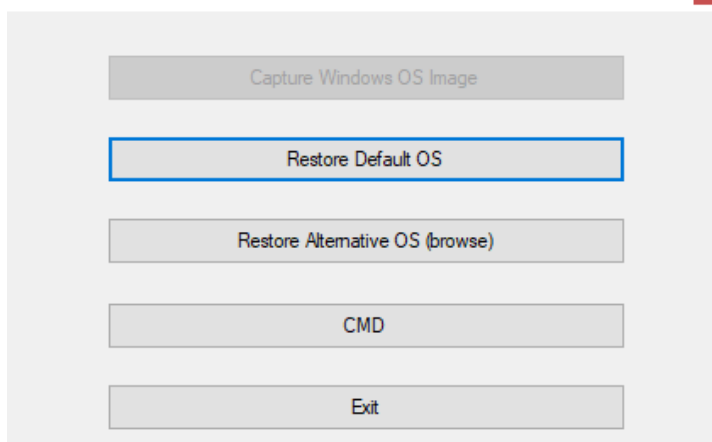 Capture Windows OS Image
Restore Default OS
Restore Alternative OS (browse)
CMD
Exit